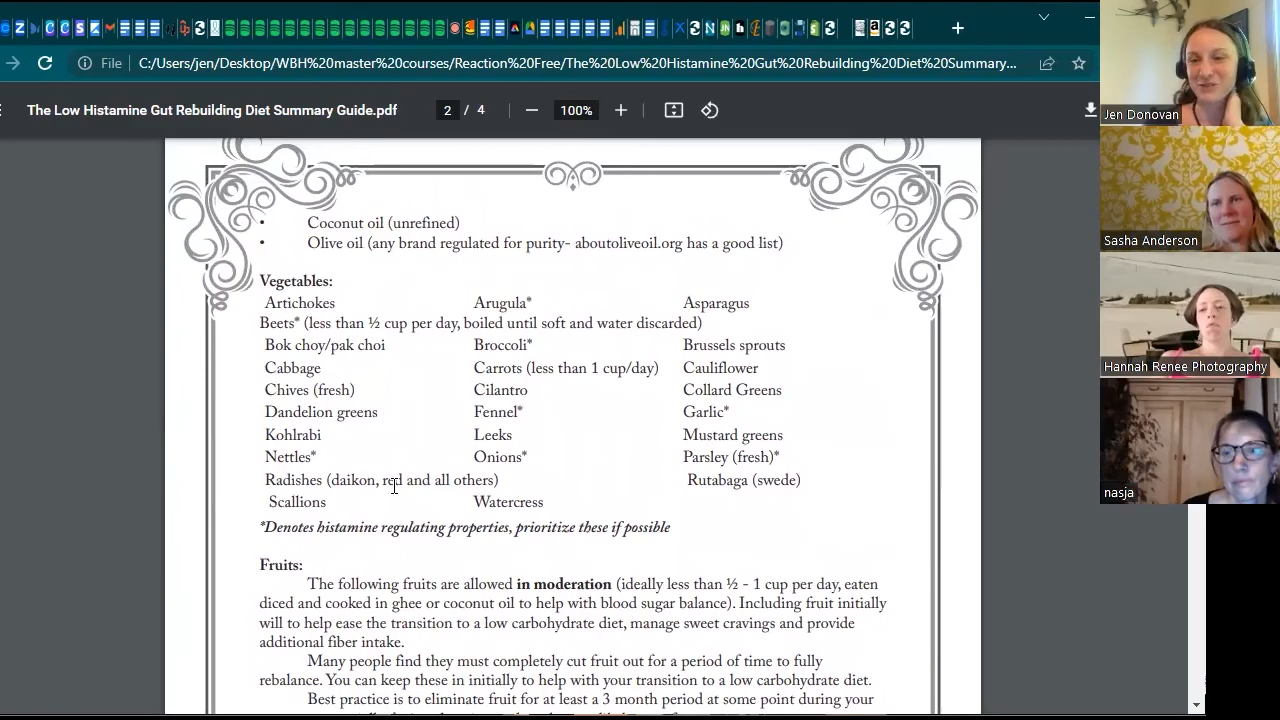 File
C:/Users/jen/Desktop/WBH%20master%20courses/Reaction%20Free/The%20Low%20Histamine%20Gut%20Rebuilding%20Diet%20Summary...
The Low Histamine Gut Rebuilding Diet Summary Guide.pdf 2 / 4 100%
Jen Donovan
Sasha Anderson
Hannah Renee Photography
nasja
• Coconut oil (unrefined)
• Olive oil (any brand regulated for purity- aboutoliveoil.org has a good list)
Vegetables:
Artichokes Arugula* Asparagus
Beets* (less than ½ cup per day, boiled until soft and water discarded)
Bok choy/pak choi Broccoli* Brussels sprouts
Cabbage Carrots (less than 1 cup/day) Cauliflower
Chives (fresh) Cilantro Collard Greens
Dandelion greens Fennel* Garlic*
Kohlrabi Leeks Mustard greens
Nettles* Onions* Parsley (fresh)*
Radishes (daikon, red and all others) Rutabaga (swede)
Scallions Watercress
*Denotes histamine regulating properties, prioritize these if possible
Fruits:
The following fruits are allowed in moderation (ideally less than ½ - 1 cup per day, eaten
diced and cooked in ghee or coconut oil to help with blood sugar balance). Including fruit initially
will to help ease the transition to a low carbohydrate diet, manage sweet cravings and provide
additional fiber intake.
Many people find they must completely cut fruit out for a period of time to fully
rebalance. You can keep these in initially to help with your transition to a low carbohydrate diet.
Best practice is to eliminate fruit for at least a 3 month period at some point during your